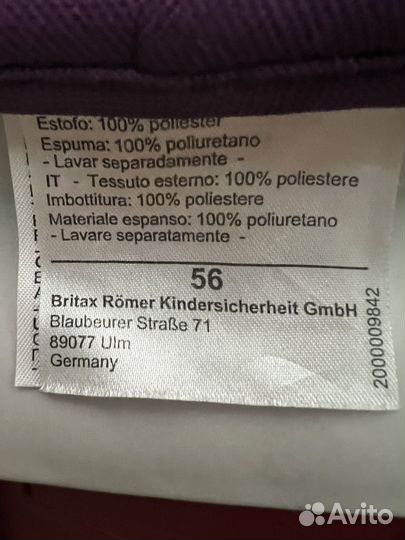 Estofo: 100% poliester
Espuma: 100% poliuretano
- Lavar separadamente -
IT - Tessuto esterno: 100% poliestere
Imbottitura: 100% poliestere
Materiale espanso: 100% poliuretano
- Lavare separatamente -
56
Britax Römer Kindersicherheit GmbH
Blaubeurer Straße 71
89077 Ulm
Germany
2000009842
Avito